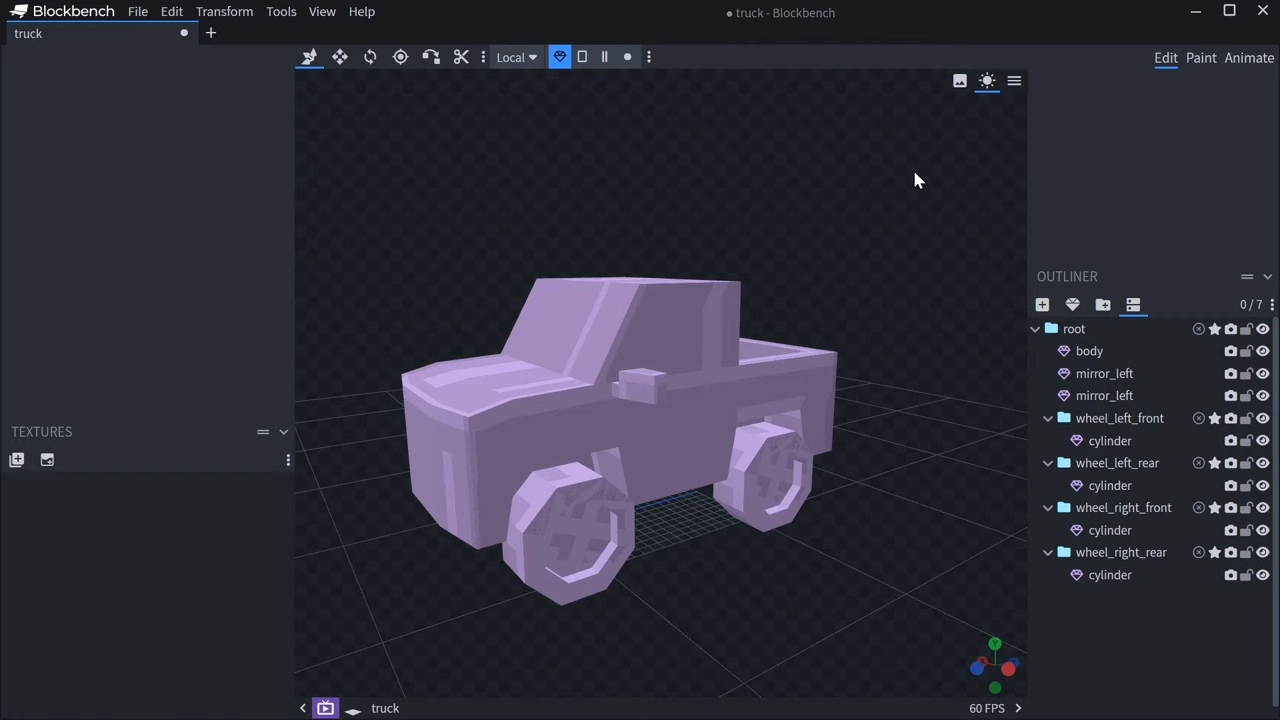 Blockbench File Edit Transform Tools View Help
truck - Blockbench
truck
Local
Edit Paint Animate
OUTLINER
0 / 7
root
body
mirror_left
mirror_left
wheel_left_front
cylinder
wheel_left_rear
cylinder
wheel_right_front
cylinder
wheel_right_rear
cylinder
TEXTURES
Y
truck
60 FPS